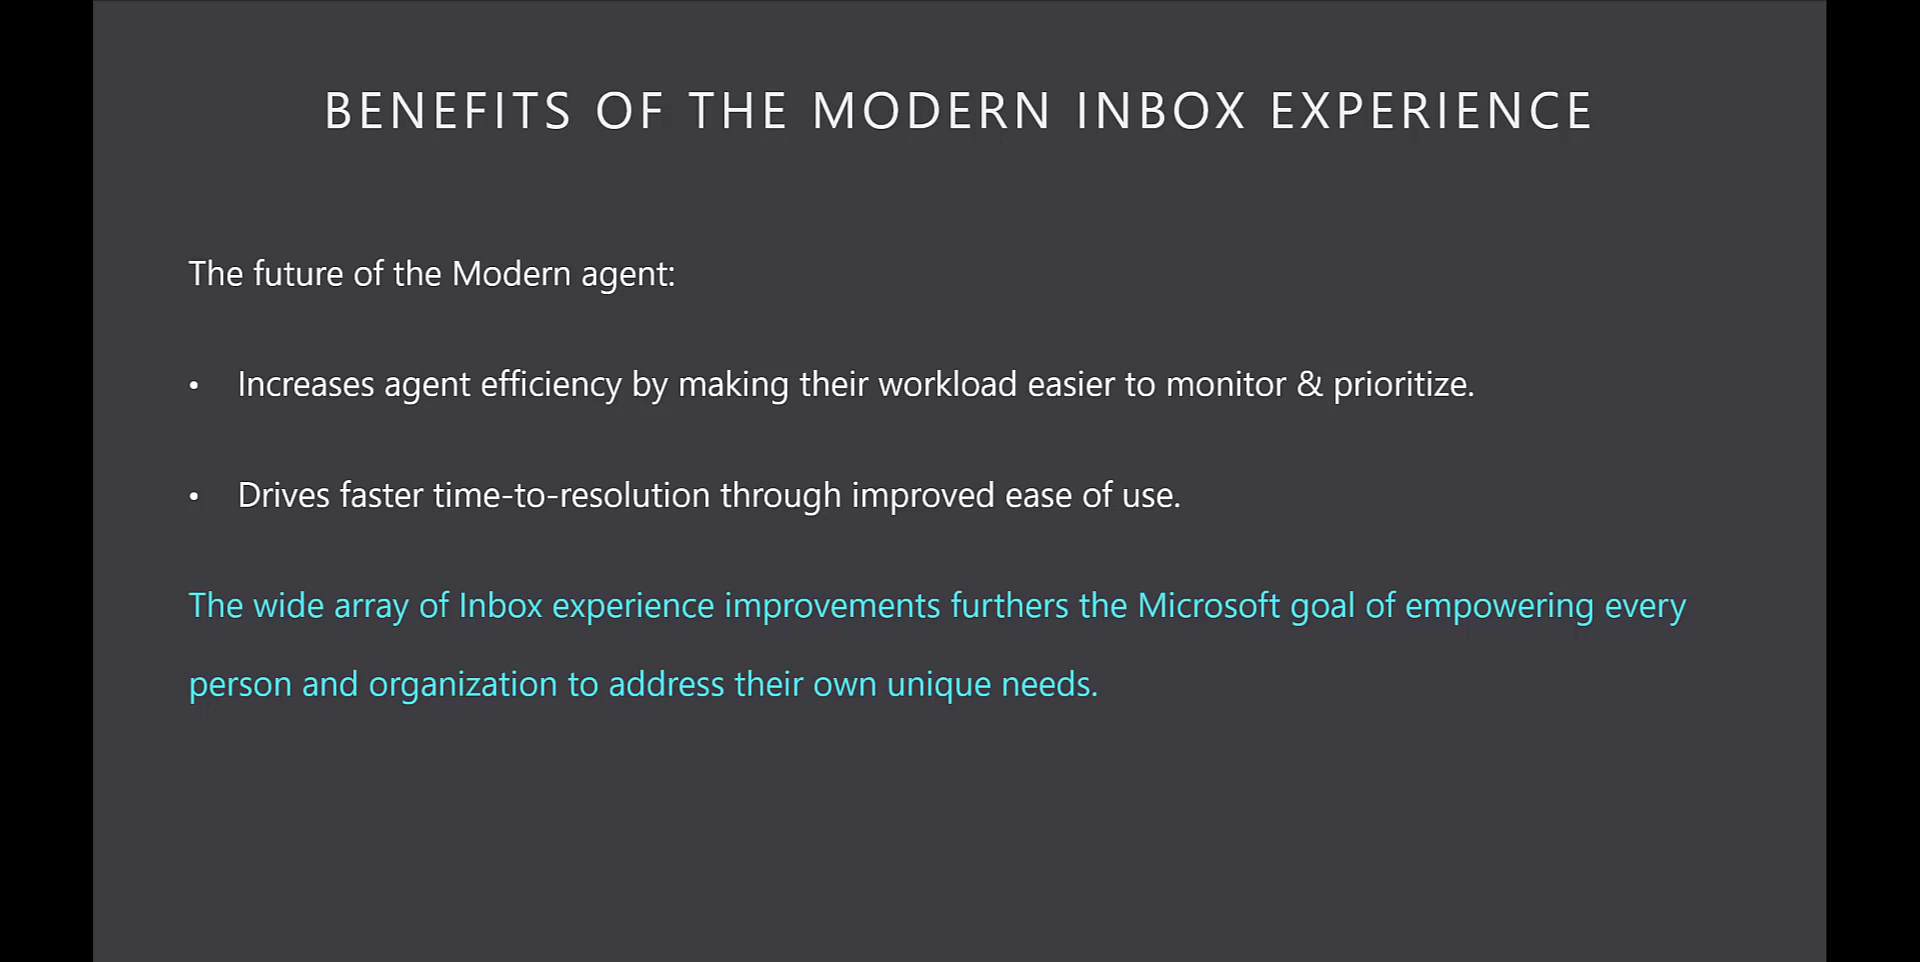 BENEFITS OF THE MODERN INBOX EXPERIENCE
The future of the Modern agent:
• Increases agent efficiency by making their workload easier to monitor & prioritize.
• Drives faster time-to-resolution through improved ease of use.
The wide array of Inbox experience improvements furthers the Microsoft goal of empowering every
person and organization to address their own unique needs.